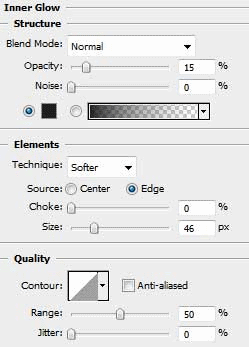 Inner Glow
Structure
Blend Mode: Normal
Opacity: 15 %
Noise: 0 %
Elements
Technique: Softer
Source: Center Edge
Choke: 0 %
Size: 46 px
Quality
Contour: Anti-aliased
Range: 50 %
Jitter: 0 %